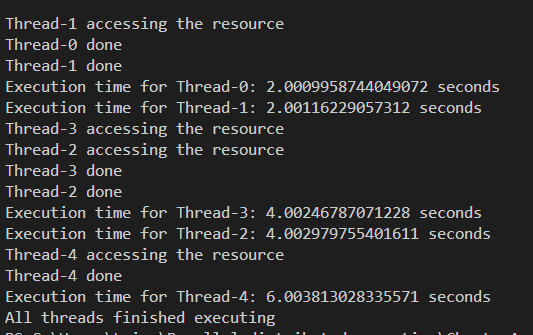 Thread-1 accessing the resource
Thread-0 done
Thread-1 done
Execution time for Thread-0: 2.0009958744049072 seconds
Execution time for Thread-1: 2.00116229057312 seconds
Thread-3 accessing the resource
Thread-2 accessing the resource
Thread-3 done
Thread-2 done
Execution time for Thread-3: 4.00246787071228 seconds
Execution time for Thread-2: 4.002979755401611 seconds
Thread-4 accessing the resource
Thread-4 done
Execution time for Thread-4: 6.003813028335571 seconds
All threads finished executing